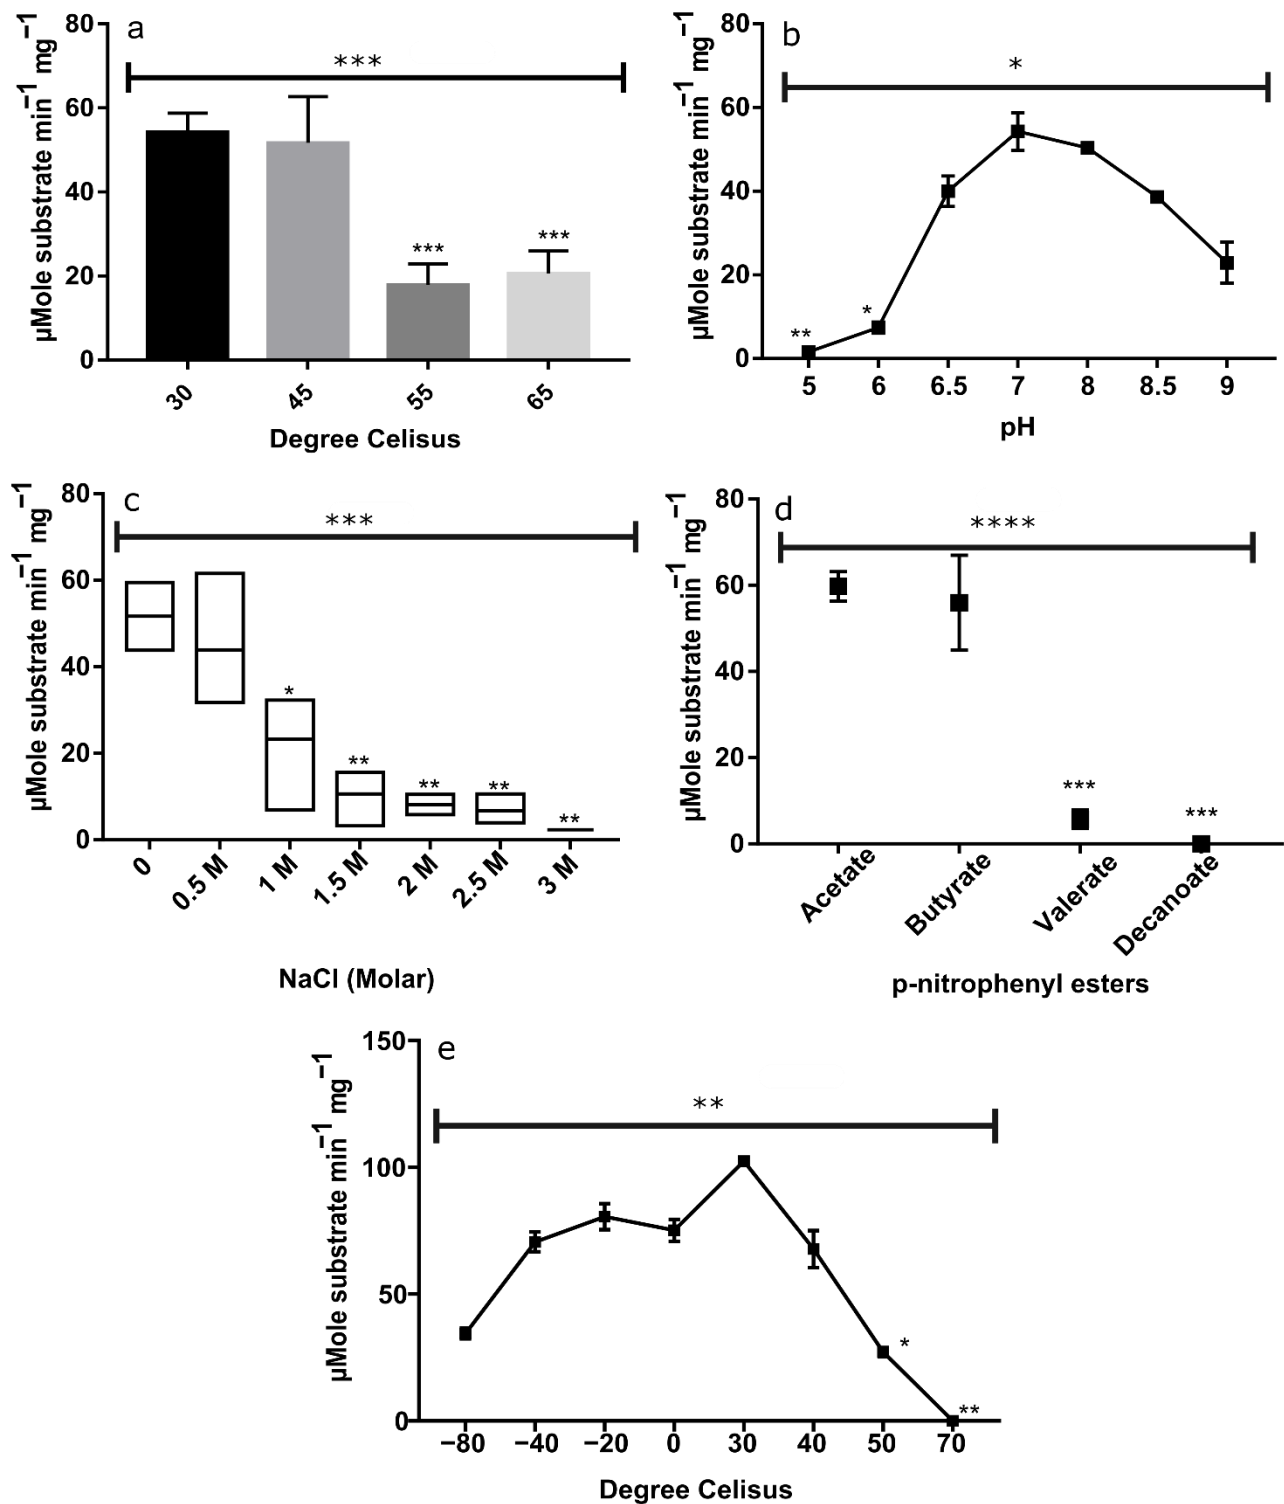 a
***
80
60
40
20
0
µMole substrate min−1 mg−1
***
***
30
45
55
65
Degree Celisus
b
*
80
60
40
20
0
µMole substrate min−1 mg−1
**
*
5
6
6.5
7
8
8.5
9
pH
c
***
80
60
40
20
0
µMole substrate min−1 mg−1
*
**
**
**
**
0
0.5 M
1 M
1.5 M
2 M
2.5 M
3 M
NaCl (Molar)
d
****
80
60
40
20
0
µMole substrate min−1 mg−1
***
***
Acetate
Butyrate
Valerate
Decanoate
p-nitrophenyl esters
e
**
150
100
50
0
µMole substrate min−1 mg−1
*
**
−80
−40
−20
0
30
40
50
70
Degree Celisus